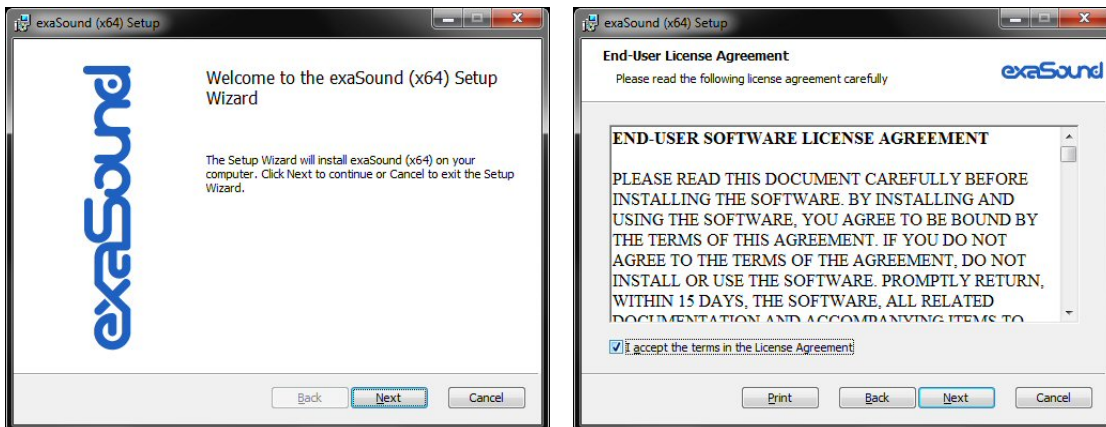 exaSound (x64) Setup
exaSound
Welcome to the exaSound (x64) Setup
Wizard
The Setup Wizard will install exaSound (x64) on your
computer. Click Next to continue or Cancel to exit the Setup
Wizard.
Back Next Cancel
exaSound (x64) Setup
End-User License Agreement
Please read the following license agreement carefully
exaSound
END-USER SOFTWARE LICENSE AGREEMENT
PLEASE READ THIS DOCUMENT CAREFULLY BEFORE
INSTALLING THE SOFTWARE. BY INSTALLING AND
USING THE SOFTWARE, YOU AGREE TO BE BOUND BY
THE TERMS OF THIS AGREEMENT. IF YOU DO NOT
AGREE TO THE TERMS OF THE AGREEMENT, DO NOT
INSTALL OR USE THE SOFTWARE. PROMPTLY RETURN,
WITHIN 15 DAYS, THE SOFTWARE, ALL RELATED
DOCUMENTATION AND ACCOMPANYING ITEMS TO
I accept the terms in the License Agreement
Print Back Next Cancel